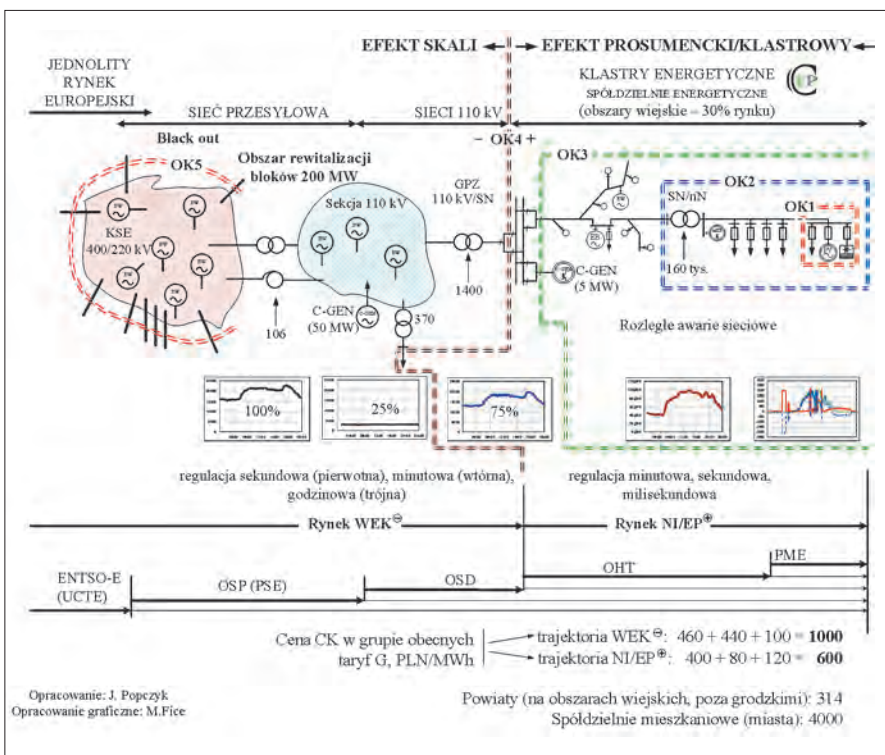 EFEKT SKALI
EFEKT PROSUMENCKI/KLASTROWY
JEDNOLITY
RYNEK
EUROPEJSKI
KLASTRY ENERGETYCZNE
SPÓŁDZIELNIE ENERGETYCZNE
(obszary wiejskie – 30% rynku)
SIEĆ PRZESYŁOWA
SIECI 110 kV
Black out
– OK4 +
OK5
OK3
Obszar rewitalizacji
bloków 200 MW
GPZ
110 kV/SN
SN/nN
OK2
OK1
Sekcja 110 kV
KSE
400/220 kV
C-GEN
(50 MW)
C-GEN
(5 MW)
160 tys.
106
370
1400
Rozległe awarie sieciowe
100%
25%
75%
regulacja sekundowa (pierwotna), minutowa (wtórna),
godzinowa (trójna)
regulacja minutowa, sekundowa,
milisekundowa
Rynek WEK⊖
Rynek NI/EP⊕
PME
OHT
ENTSO-E
(UCTE)
OSP (PSE)
OSD
Cena CK w grupie obecnych
taryf G, PLN/MWh
trajektoria WEK⊖: 460 + 440 + 100 = 1000
trajektoria NI/EP⊕: 400 + 80 + 120 = 600
Opracowanie: J. Popczyk
Opracowanie graficzne: M.Fice
Powiaty (na obszarach wiejskich, poza grodzkimi): 314
Spółdzielnie mieszkaniowe (miasta): 4000